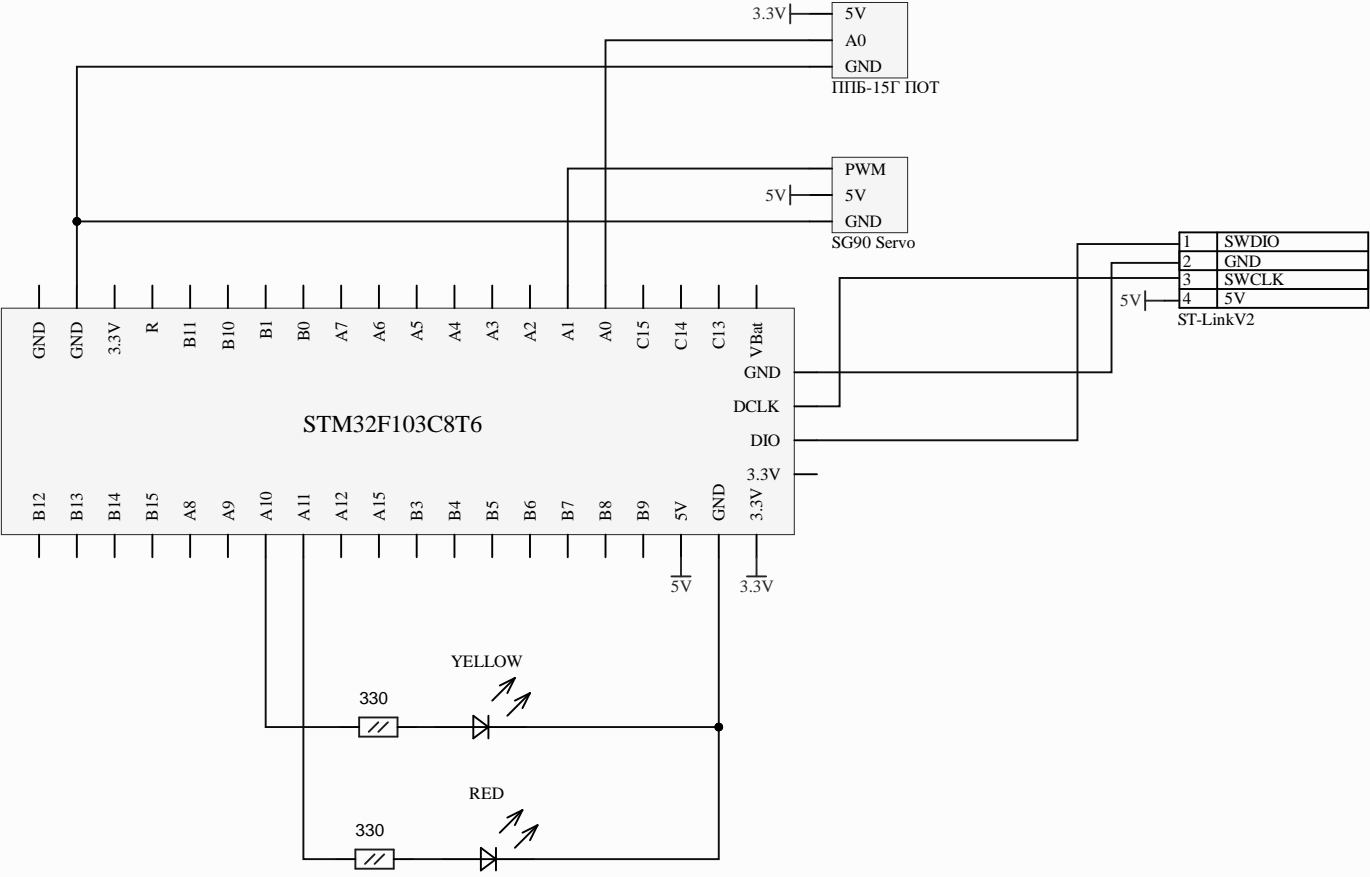 3.3V
5V
A0
GND
ППБ-15Г ПОТ
PWM
5V
5V
GND
SG90 Servo
1 SWDIO
2 GND
3 SWCLK
5V
4 5V
ST-LinkV2
GND
GND
3.3V
R
B11
B10
B1
B0
A7
A6
A5
A4
A3
A2
A1
A0
C15
C14
C13
VBat
GND
DCLK
DIO
3.3V
STM32F103C8T6
B12
B13
B14
B15
A8
A9
A10
A11
A12
A15
B3
B4
B5
B6
B7
B8
B9
5V
GND
3.3V
5V
3.3V
YELLOW
330
RED
330